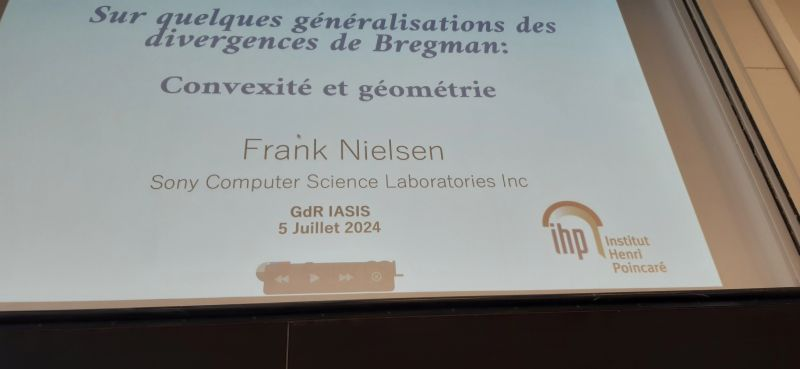 Sur quelques généralisations des
divergences de Bregman:
Convexité et géométrie
Frank Nielsen
Sony Computer Science Laboratories Inc
GdR IASIS
5 Juillet 2024
ihp Institut
Henri
Poincaré